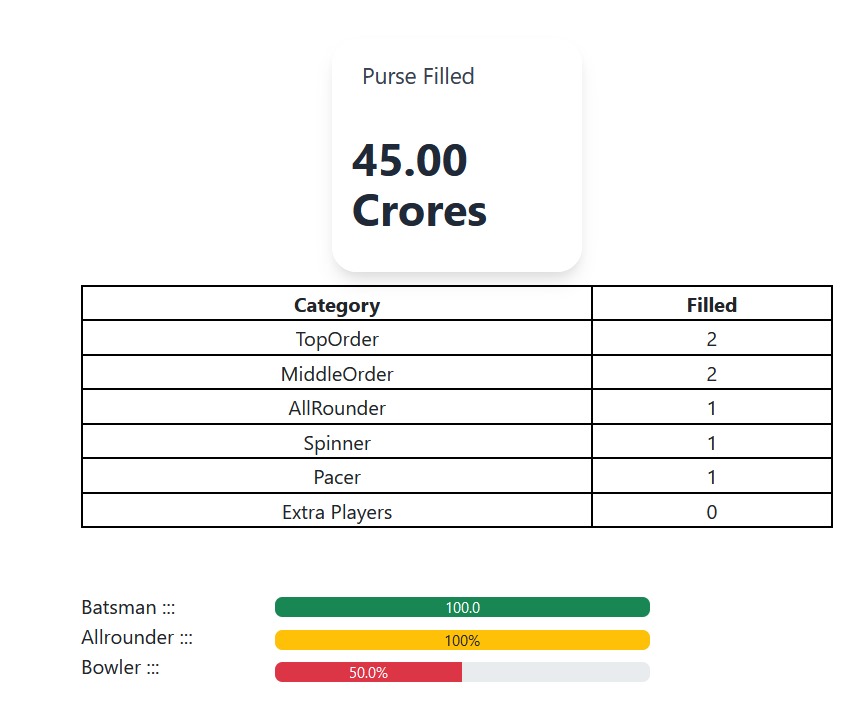 Purse Filled
45.00
Crores
Category Filled
TopOrder 2
MiddleOrder 2
AllRounder 1
Spinner 1
Pacer 1
Extra Players 0
Batsman ::: 100.0
Allrounder ::: 100%
Bowler ::: 50.0%